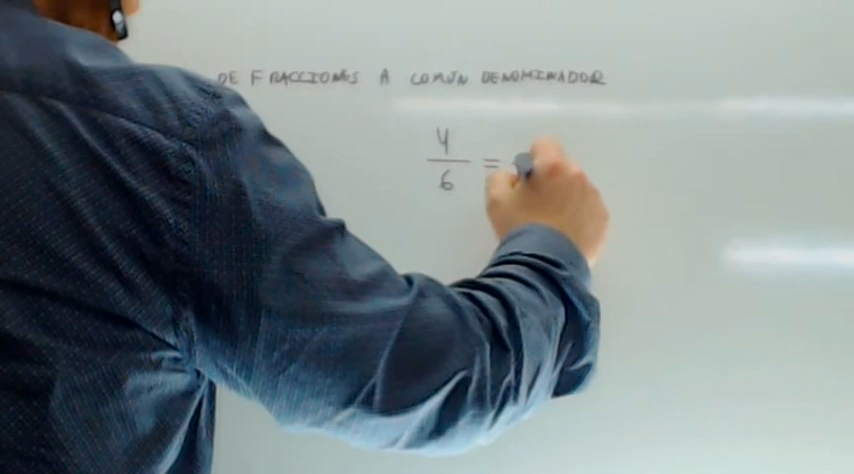 DE FRACCIONES A COMÚN DENOMINADOR
4
6 =